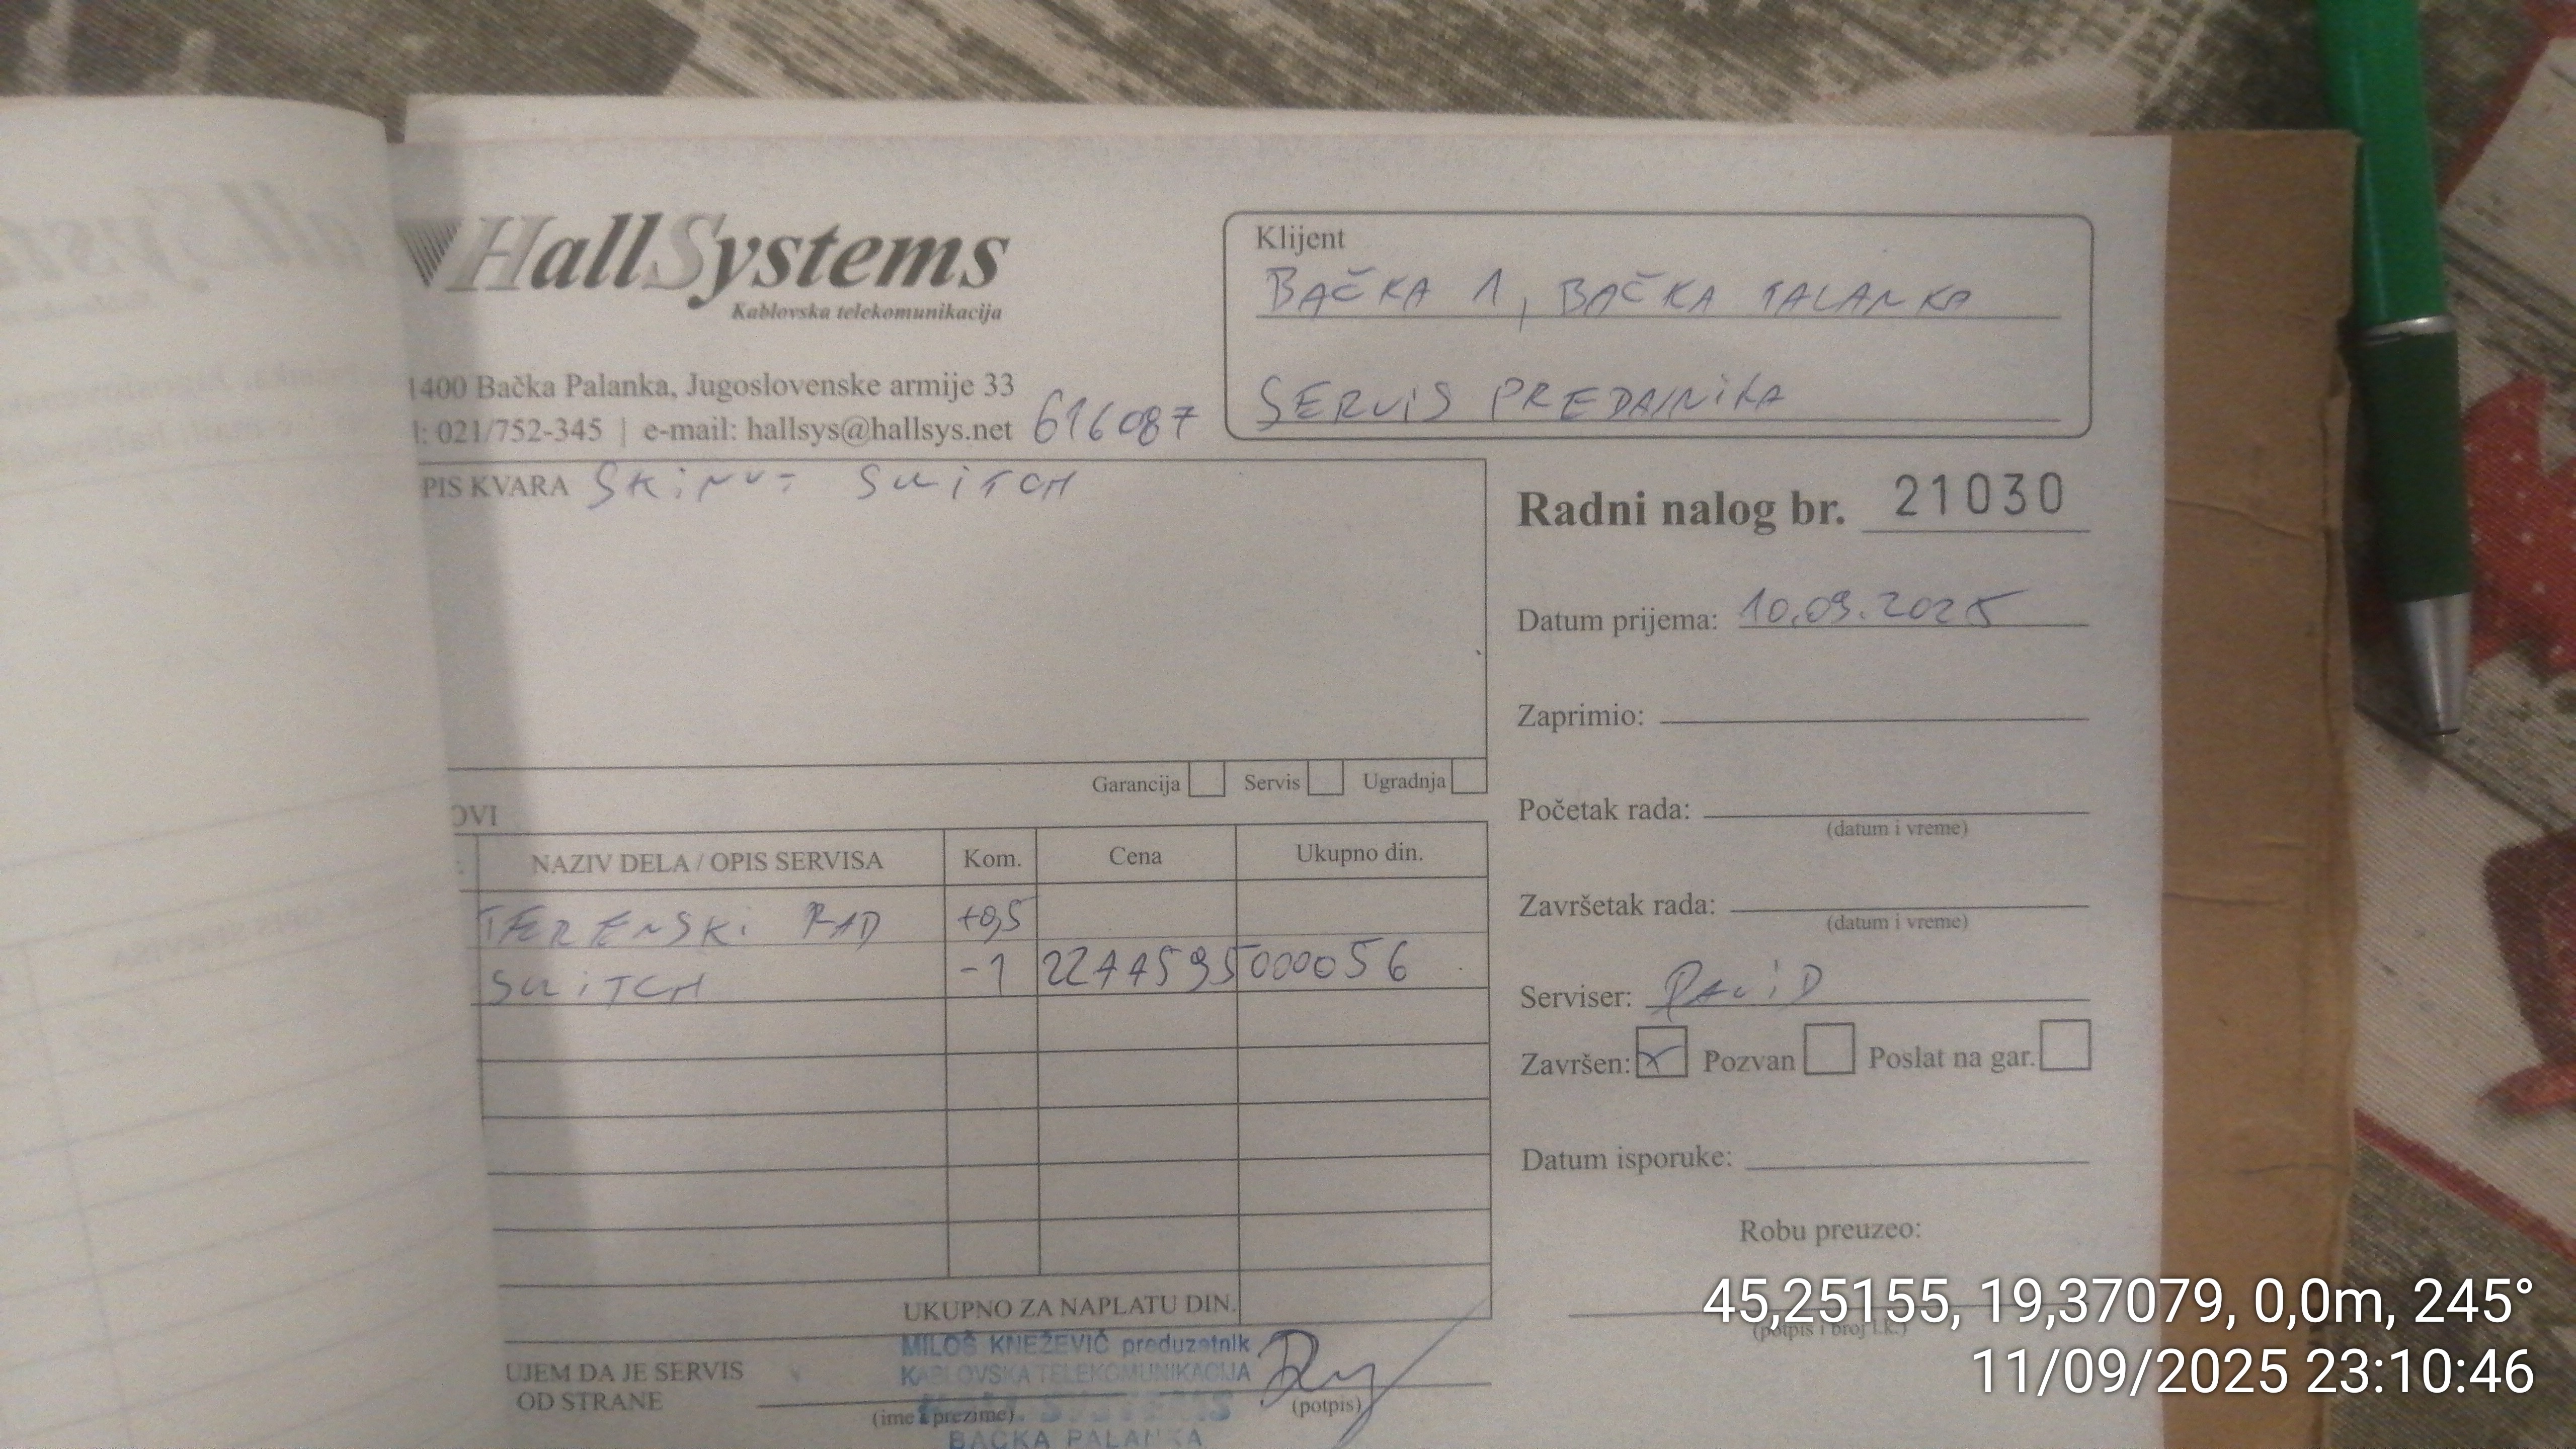 HallSystems
Kablovska telekomunikacija
1400 Bačka Palanka, Jugoslovenske armije 33
l: 021/752-345 | e-mail: hallsys@hallsys.net 616087
Klijent
BAČKA 1, BAČKA PALANKA
SERVIS PREDAJNIKA
PIS KVARA SKINUT SWITCH
Garancija Servis Ugradnja
Radni nalog br. 21030
Datum prijema: 10.09.2025
Zaprimio:
Početak rada:
(datum i vreme)
Završetak rada:
(datum i vreme)
Serviser: DAVID
Završen: X Pozvan Poslat na gar.
Datum isporuke:
Robu preuzeo:
(potpis i broj l.k.)
OVI
NAZIV DELA / OPIS SERVISA Kom. Cena Ukupno din.
TERENSKI RAD +0,5
SWITCH -1 2244595000056
UKUPNO ZA NAPLATU DIN.
MILOŠ KNEŽEVIĆ preduzetnik
KABLOVSKA TELEKOMUNIKACIJA
SYSTEMS
BAČKA PALANKA
UJEM DA JE SERVIS
OD STRANE
(ime i prezime)
(potpis)
45,25155, 19,37079, 0,0m, 245°
11/09/2025 23:10:46